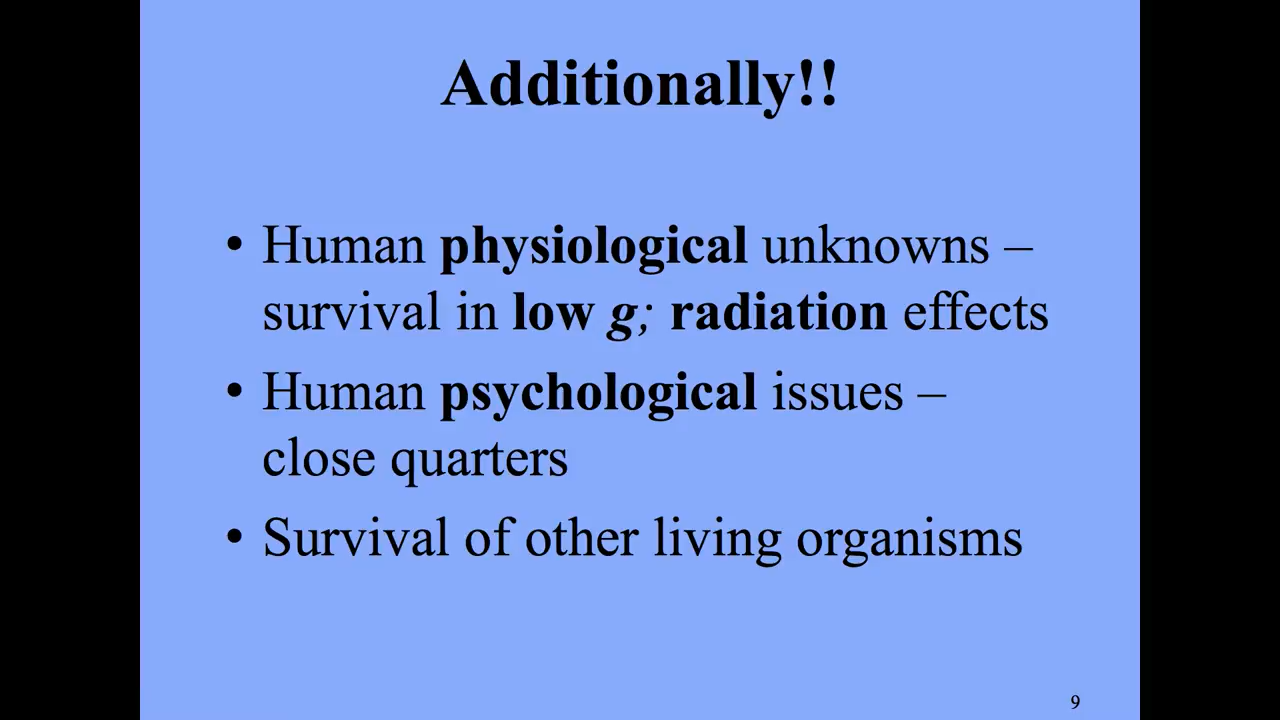 Additionally!!
• Human physiological unknowns –
survival in low g; radiation effects
• Human psychological issues –
close quarters
• Survival of other living organisms
9